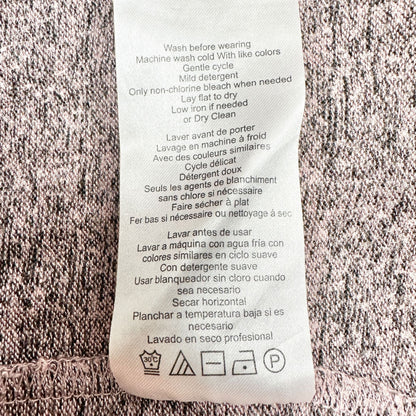 Wash before wearing
Machine wash cold With like colors
Gentle cycle
Mild detergent
Only non-chlorine bleach when needed
Lay flat to dry
Low iron if needed
or Dry Clean
Laver avant de porter
Lavage en machine à froid
Avec des couleurs similaires
Cycle délicat
Détergent doux
Seuls les agents de blanchiment
sans chlore si nécessaire
Faire sécher à plat
Fer bas si nécessaire ou nettoyage à sec
Lavar antes de usar
Lavar a máquina con agua fría con
colores similares en ciclo suave
Con detergente suave
Usar blanqueador sin cloro cuando
sea necesario
Secar horizontal
Planchar a temperatura baja si es
necesario
Lavado en seco profesional
30°C P